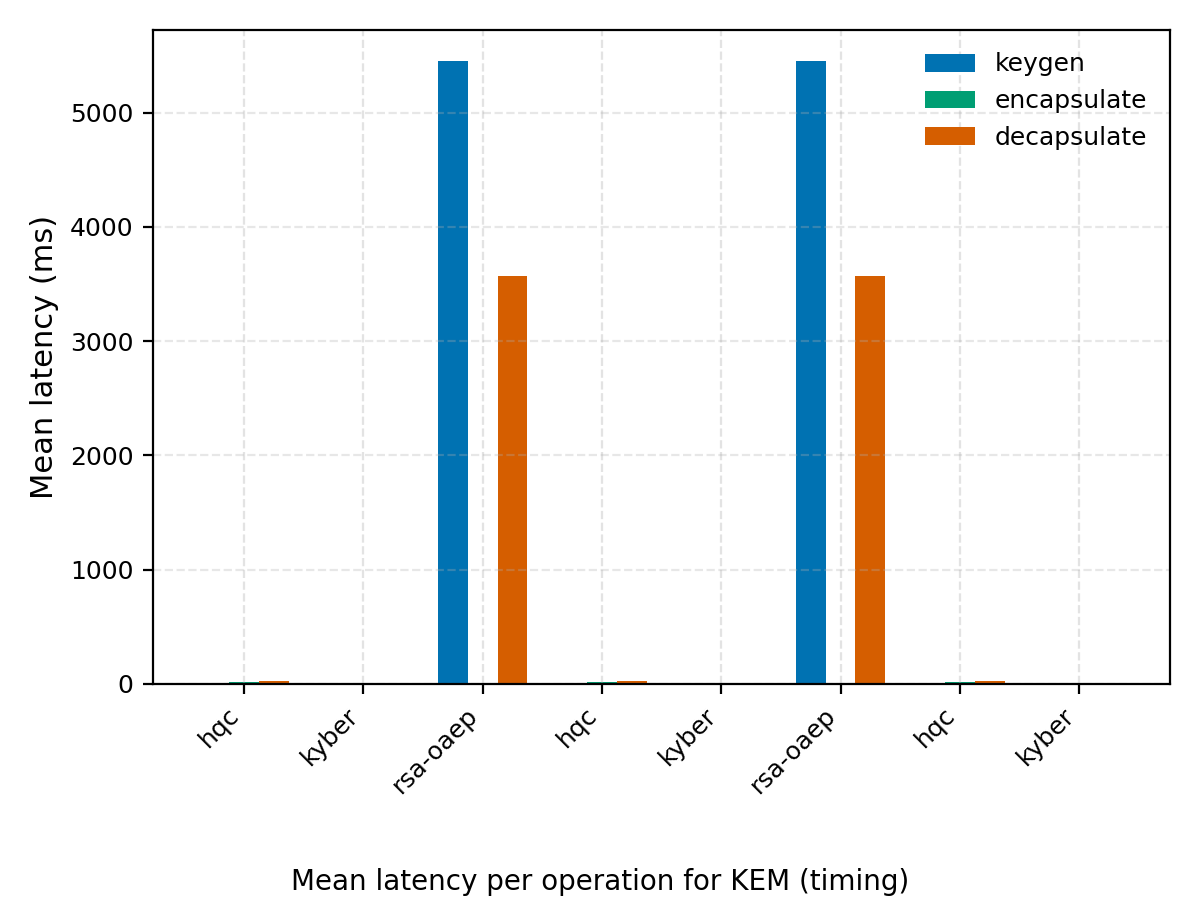 keygen
encapsulate
decapsulate
5000
4000
3000
2000
1000
0
Mean latency (ms)
hqc
kyber
rsa-oaep
hqc
kyber
rsa-oaep
hqc
kyber
Mean latency per operation for KEM (timing)